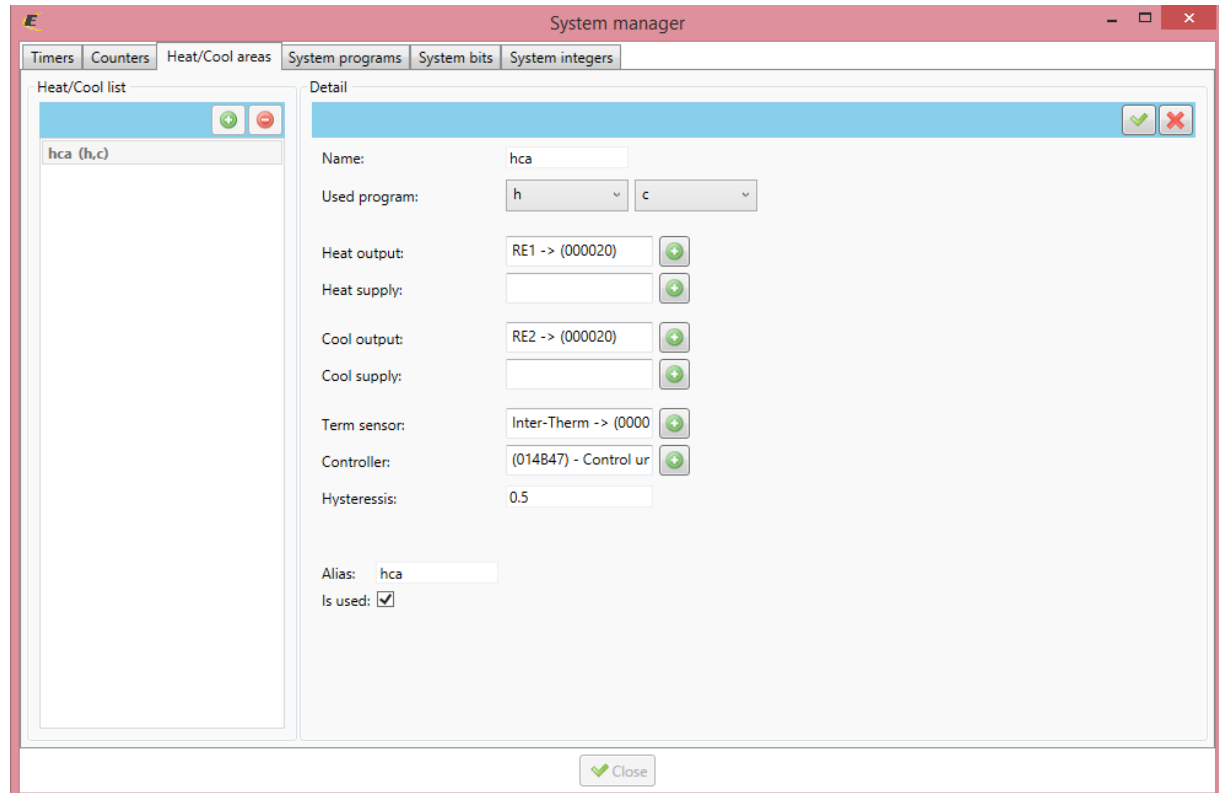 E
System manager
Timers Counters Heat/Cool areas System programs System bits System integers
Heat/Cool list
hca (h,c)
Detail
Name: hca
Used program: h c
Heat output: RE1 -> (000020)
Heat supply:
Cool output: RE2 -> (000020)
Cool supply:
Term sensor: Inter-Therm -> (0000
Controller: (014B47) - Control ur
Hysteressis: 0.5
Alias: hca
Is used:
Close